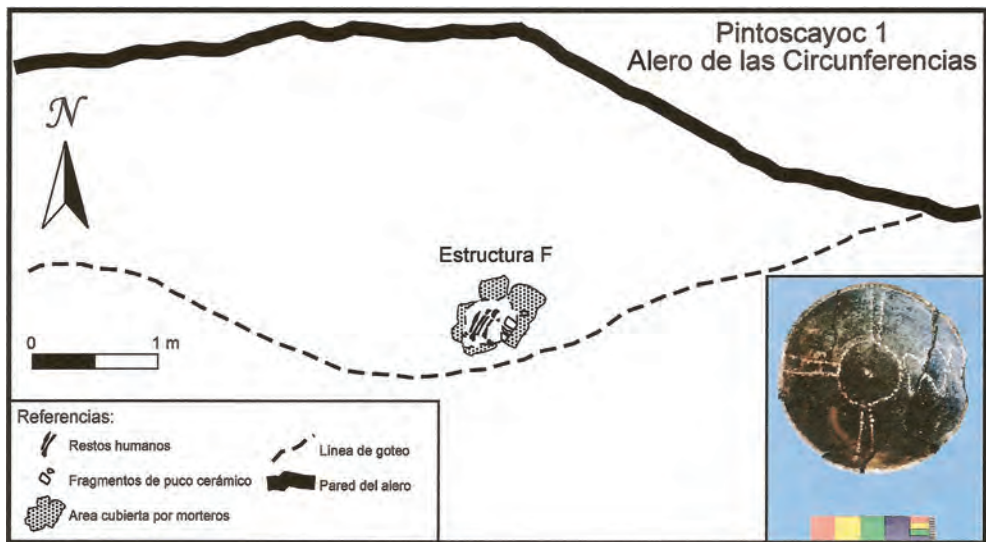 Pintoscayoc 1
Alero de las Circunferencias
N
Estructura F
0 1 m
Referencias:
Restos humanos
Línea de goteo
Fragmentos de puco cerámico
Pared del alero
Area cubierta por morteros